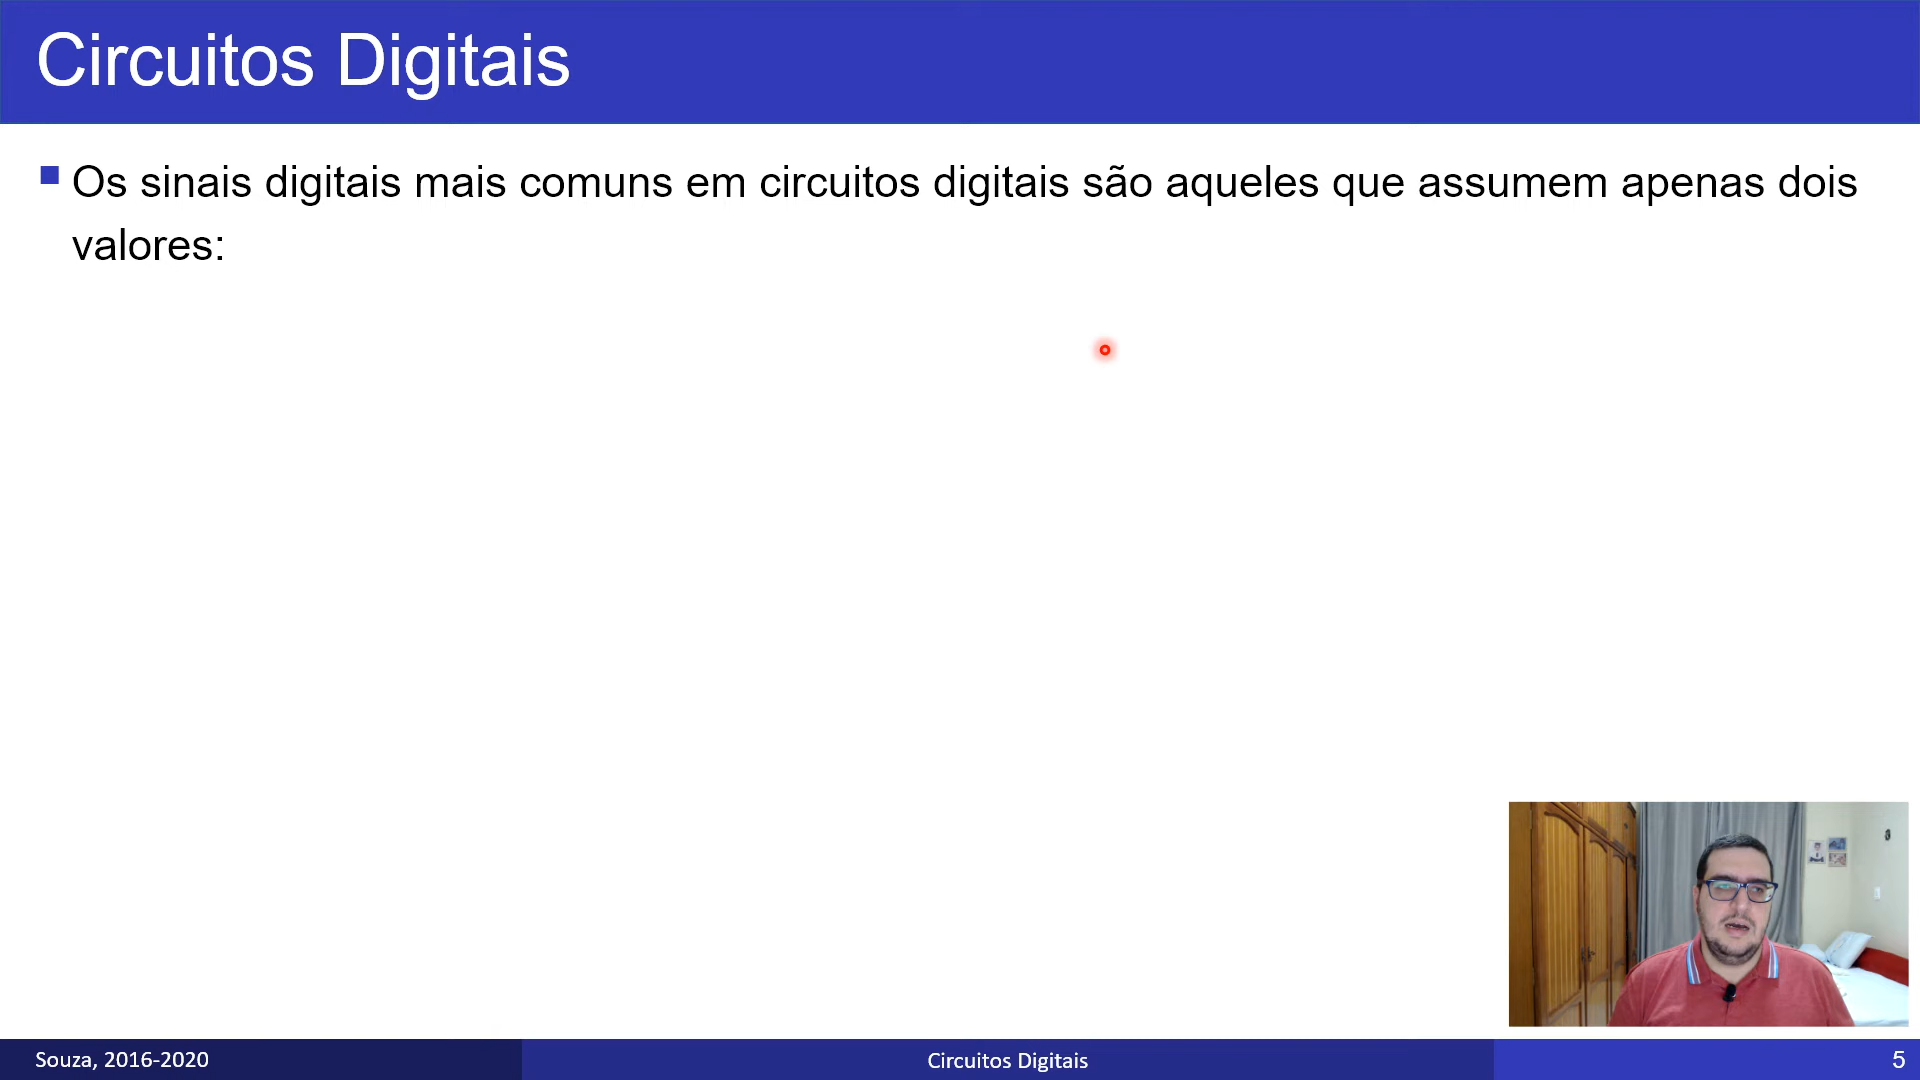 Circuitos Digitais
Os sinais digitais mais comuns em circuitos digitais são aqueles que assumem apenas dois
valores:
Souza, 2016-2020
Circuitos Digitais
5